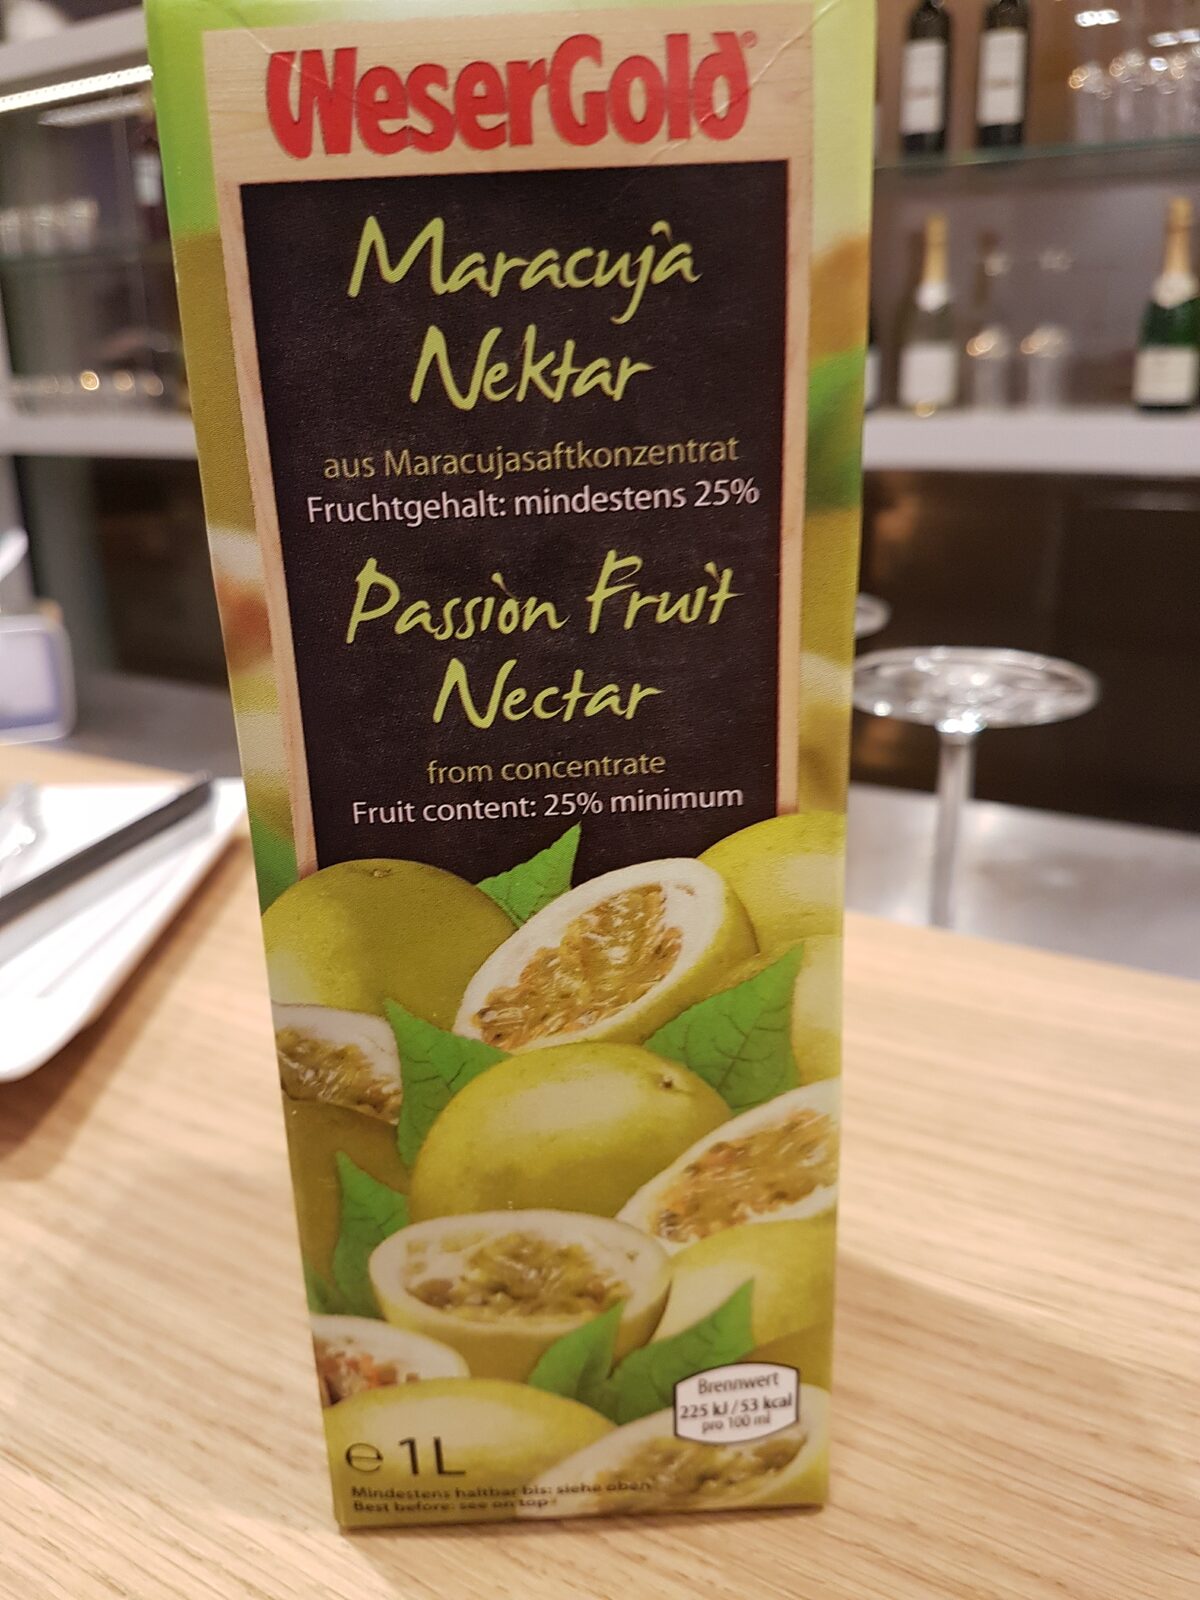 WeserGold®
Maracuja
Nektar
aus Maracujasaftkonzentrat
Fruchtgehalt: mindestens 25%
Passion Fruit
Nectar
from concentrate
Fruit content: 25% minimum
Brennwert
225 kJ / 53 kcal
pro 100 ml
℮ 1L
Mindestens haltbar bis: siehe oben
Best before: see on top